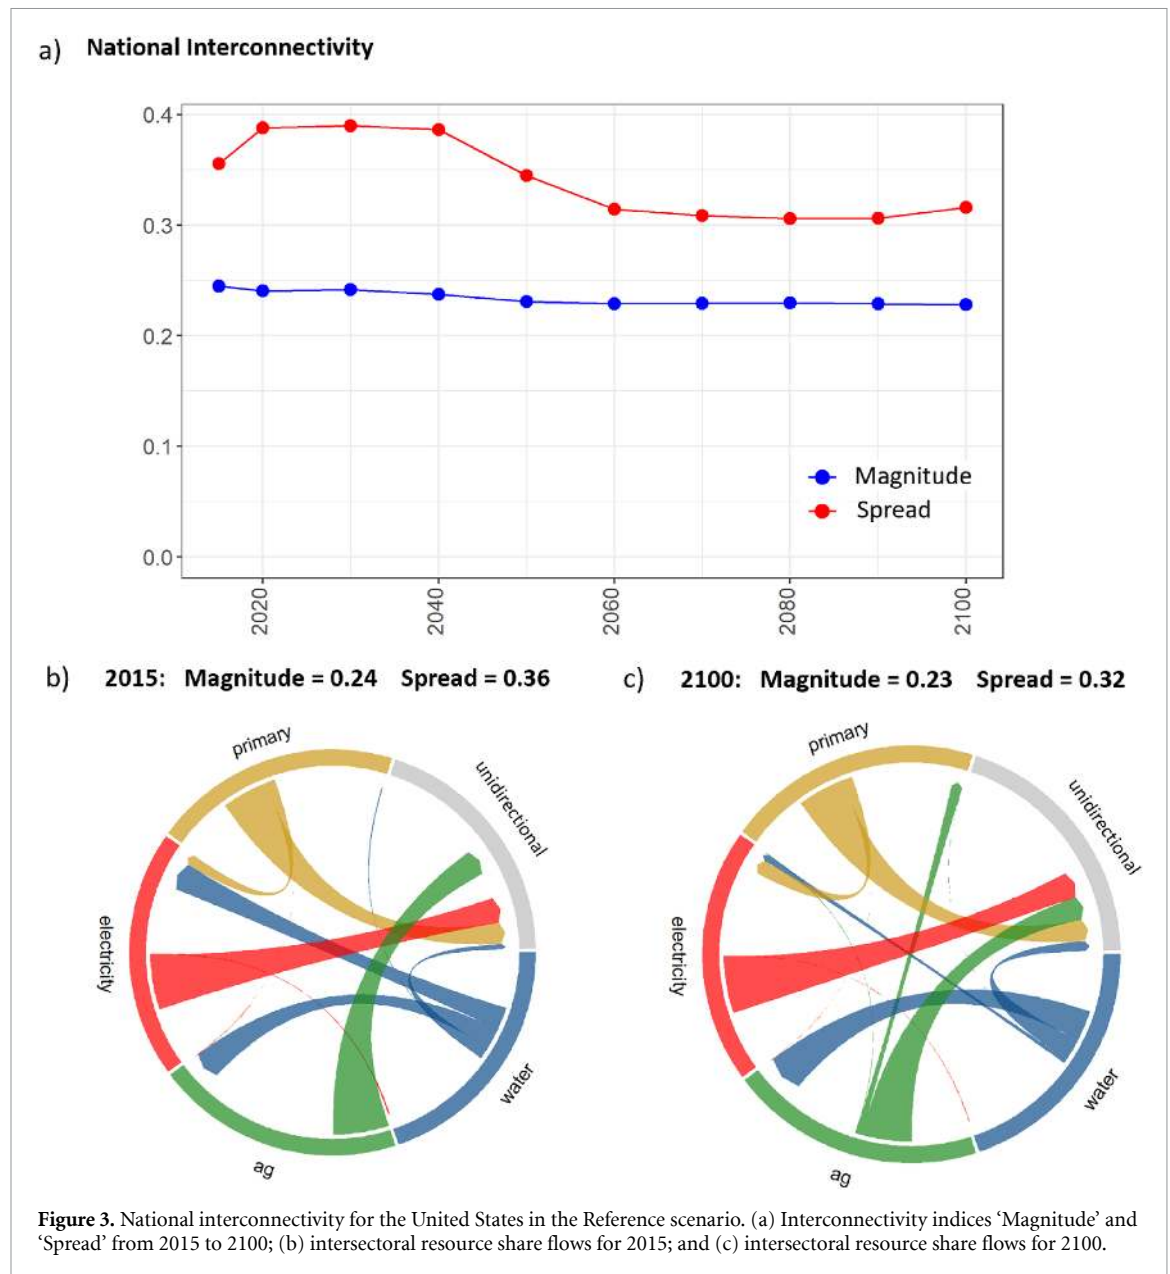 a) National Interconnectivity
0.4
0.3
0.2
0.1
0.0
Magnitude
Spread
2020
2040
2060
2080
2100
b) 2015: Magnitude = 0.24 Spread = 0.36
c) 2100: Magnitude = 0.23 Spread = 0.32
primary
unidirectional
electricity
water
ag
primary
unidirectional
electricity
water
ag
Figure 3. National interconnectivity for the United States in the Reference scenario. (a) Interconnectivity indices ‘Magnitude’ and
‘Spread’ from 2015 to 2100; (b) intersectoral resource share flows for 2015; and (c) intersectoral resource share flows for 2100.